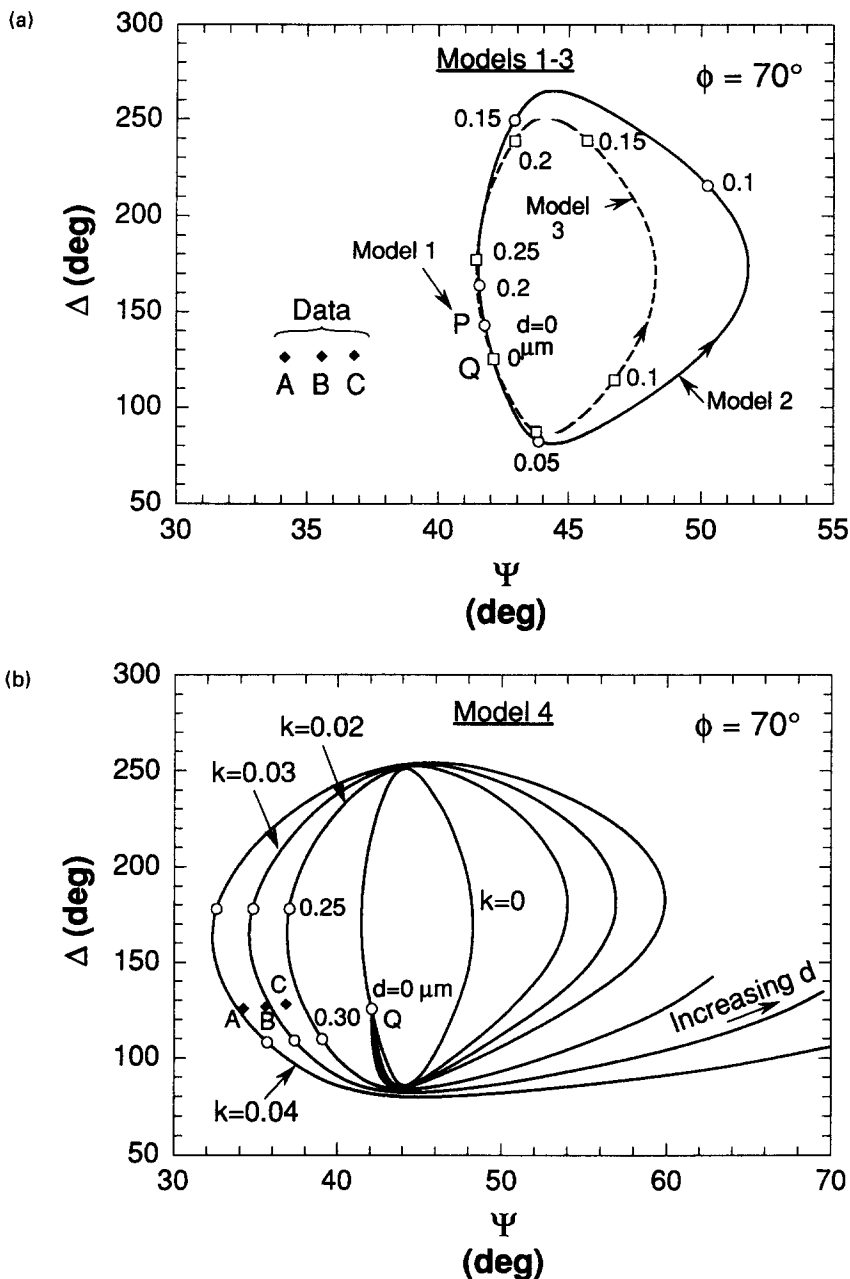 (a)
300
250
200
150
100
50
30
35
40
45
50
55
Δ (deg)
Ψ
(deg)
Models 1-3
ϕ = 70°
0.15
0.2
0.15
0.1
Model
3
Model 1
0.25
0.2
P
d=0
μm
Q
0
0.1
Model 2
0.05
Data
A B C
(b)
300
250
200
150
100
50
30
40
50
60
70
Δ (deg)
Ψ
(deg)
Model 4
ϕ = 70°
k=0.02
k=0.03
k=0
0.25
d=0 μm
C
A
B
0.30
Q
k=0.04
Increasing d